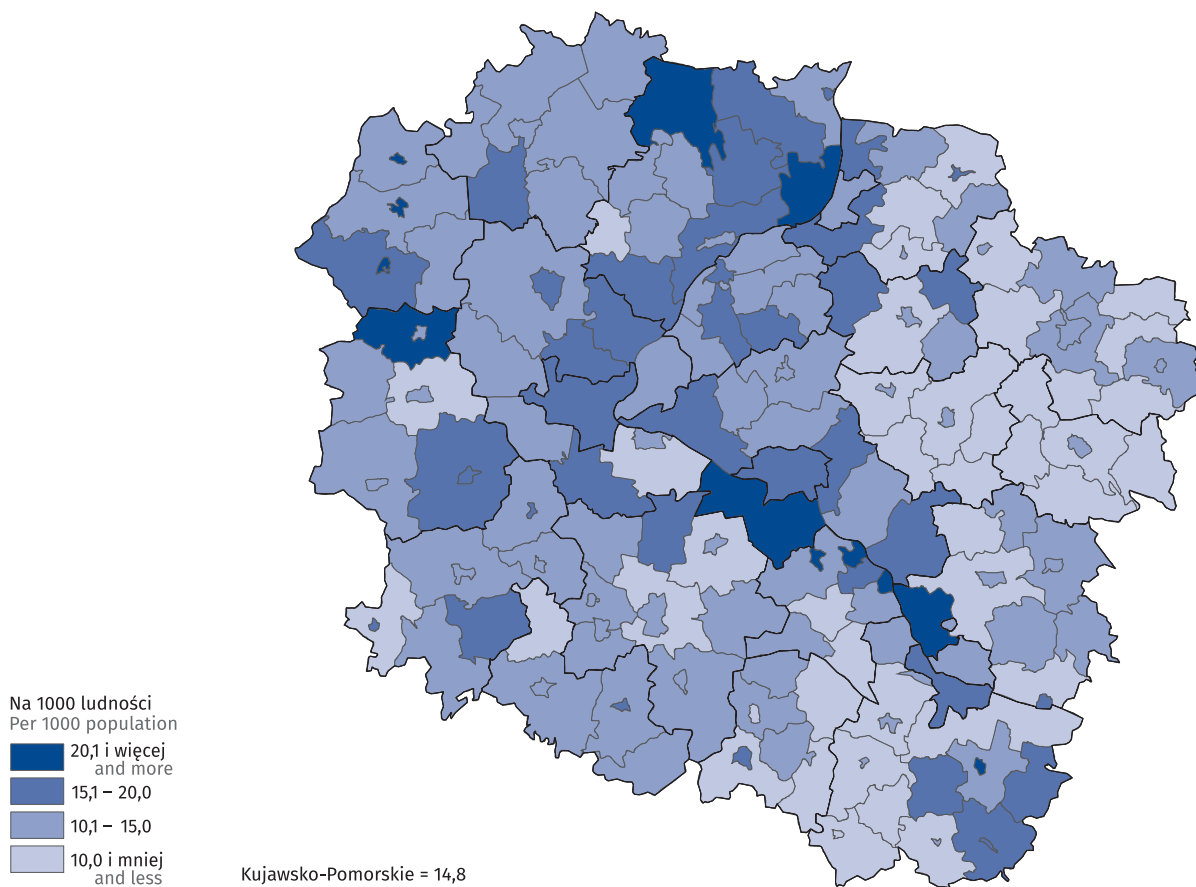 Na 1000 ludności
Per 1000 population
20,1 i więcej
and more
15,1 – 20,0
10,1 – 15,0
10,0 i mniej
and less
Kujawsko-Pomorskie = 14,8